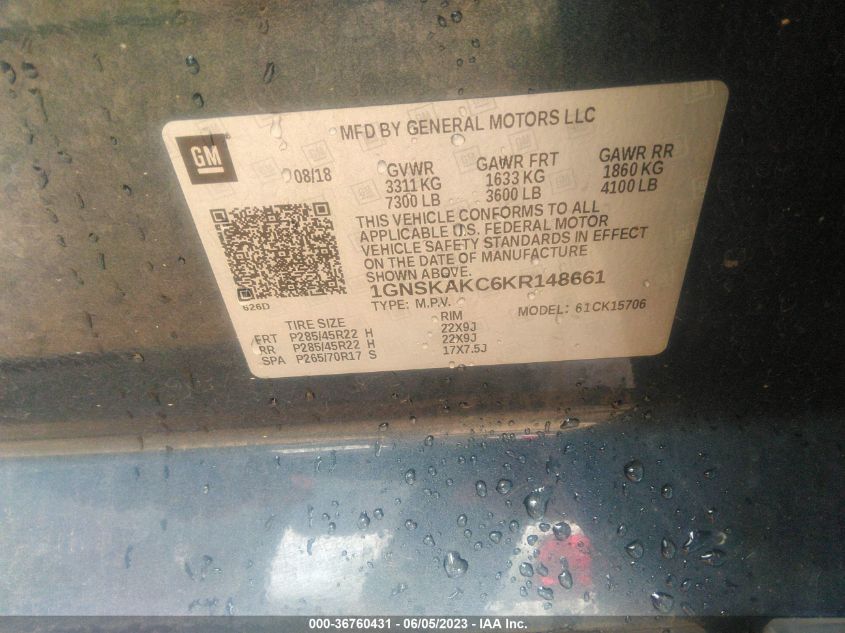 MFD BY GENERAL MOTORS LLC
GM
08/18
GVWR GAWR FRT GAWR RR
3311 KG 1633 KG 1860 KG
7300 LB 3600 LB 4100 LB
THIS VEHICLE CONFORMS TO ALL
APPLICABLE U.S. FEDERAL MOTOR
VEHICLE SAFETY STANDARDS IN EFFECT
ON THE DATE OF MANUFACTURE
SHOWN ABOVE.
1GNSKAKC6KR148661
626D
TYPE: M.P.V. MODEL: 61CK15706
TIRE SIZE RIM
FRT P285/45R22 H 22X9J
RR P285/45R22 H 22X9J
SPA P265/70R17 S 17X7.5J
000-36760431 - 06/05/2023 - IAA Inc.